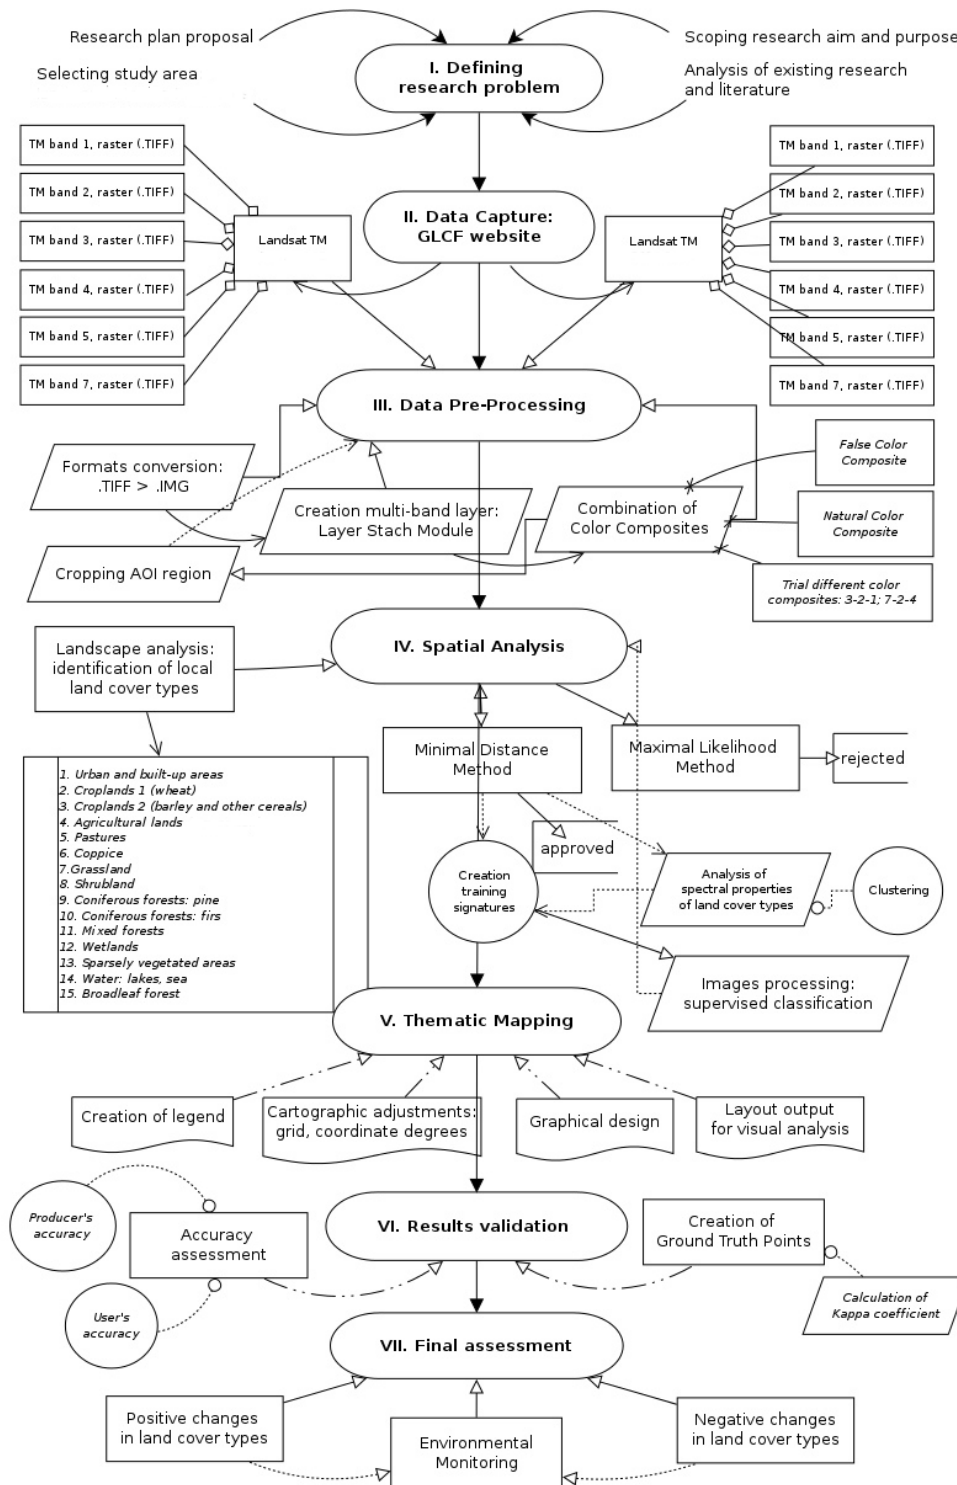 Research plan proposal
Scoping research aim and purpose
Selecting study area
I. Defining
research problem
Analysis of existing research
and literature
TM band 1, raster (.TIFF)
TM band 2, raster (.TIFF)
TM band 3, raster (.TIFF)
TM band 4, raster (.TIFF)
TM band 5, raster (.TIFF)
TM band 7, raster (.TIFF)
Landsat TM
II. Data Capture:
GLCF website
Landsat TM
TM band 1, raster (.TIFF)
TM band 2, raster (.TIFF)
TM band 3, raster (.TIFF)
TM band 4, raster (.TIFF)
TM band 5, raster (.TIFF)
TM band 7, raster (.TIFF)
III. Data Pre-Processing
Formats conversion:
.TIFF > .IMG
Creation multi-band layer:
Layer Stach Module
Combination of
Color Composites
False Color
Composite
Natural Color
Composite
Trial different color
composites: 3-2-1; 7-2-4
Cropping AOI region
IV. Spatial Analysis
Landscape analysis:
identification of local
land cover types
Minimal Distance
Method
Maximal Likelihood
Method
rejected
1. Urban and built-up areas
2. Croplands 1 (wheat)
3. Croplands 2 (barley and other cereals)
4. Agricultural lands
5. Pastures
6. Coppice
7.Grassland
8. Shrubland
9. Coniferous forests: pine
10. Coniferous forests: firs
11. Mixed forests
12. Wetlands
13. Sparsely vegetated areas
14. Water: lakes, sea
15. Broadleaf forest
approved
Creation
training
signatures
Analysis of
spectral properties
of land cover types
Clustering
Images processing:
supervised classification
V. Thematic Mapping
Creation of legend
Cartographic adjustments:
grid, coordinate degrees
Graphical design
Layout output
for visual analysis
Producer's
accuracy
Accuracy
assessment
User's
accuracy
VI. Results validation
Creation of
Ground Truth Points
Calculation of
Kappa coefficient
VII. Final assessment
Positive changes
in land cover types
Environmental
Monitoring
Negative changes
in land cover types